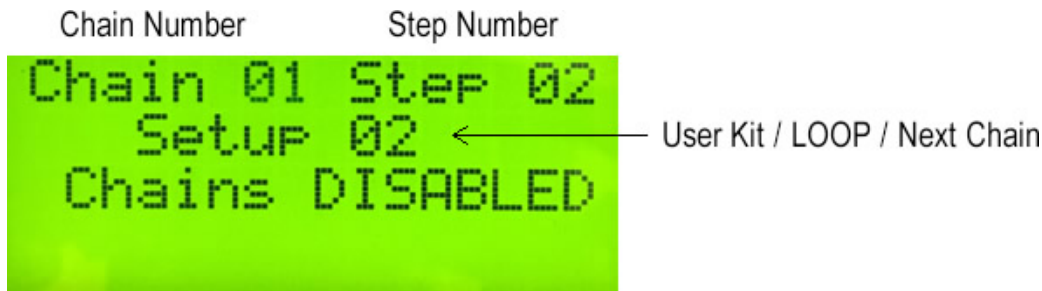 Chain Number Step Number
Chain 01 Step 02
Setup 02 User Kit / LOOP / Next Chain
Chains DISABLED